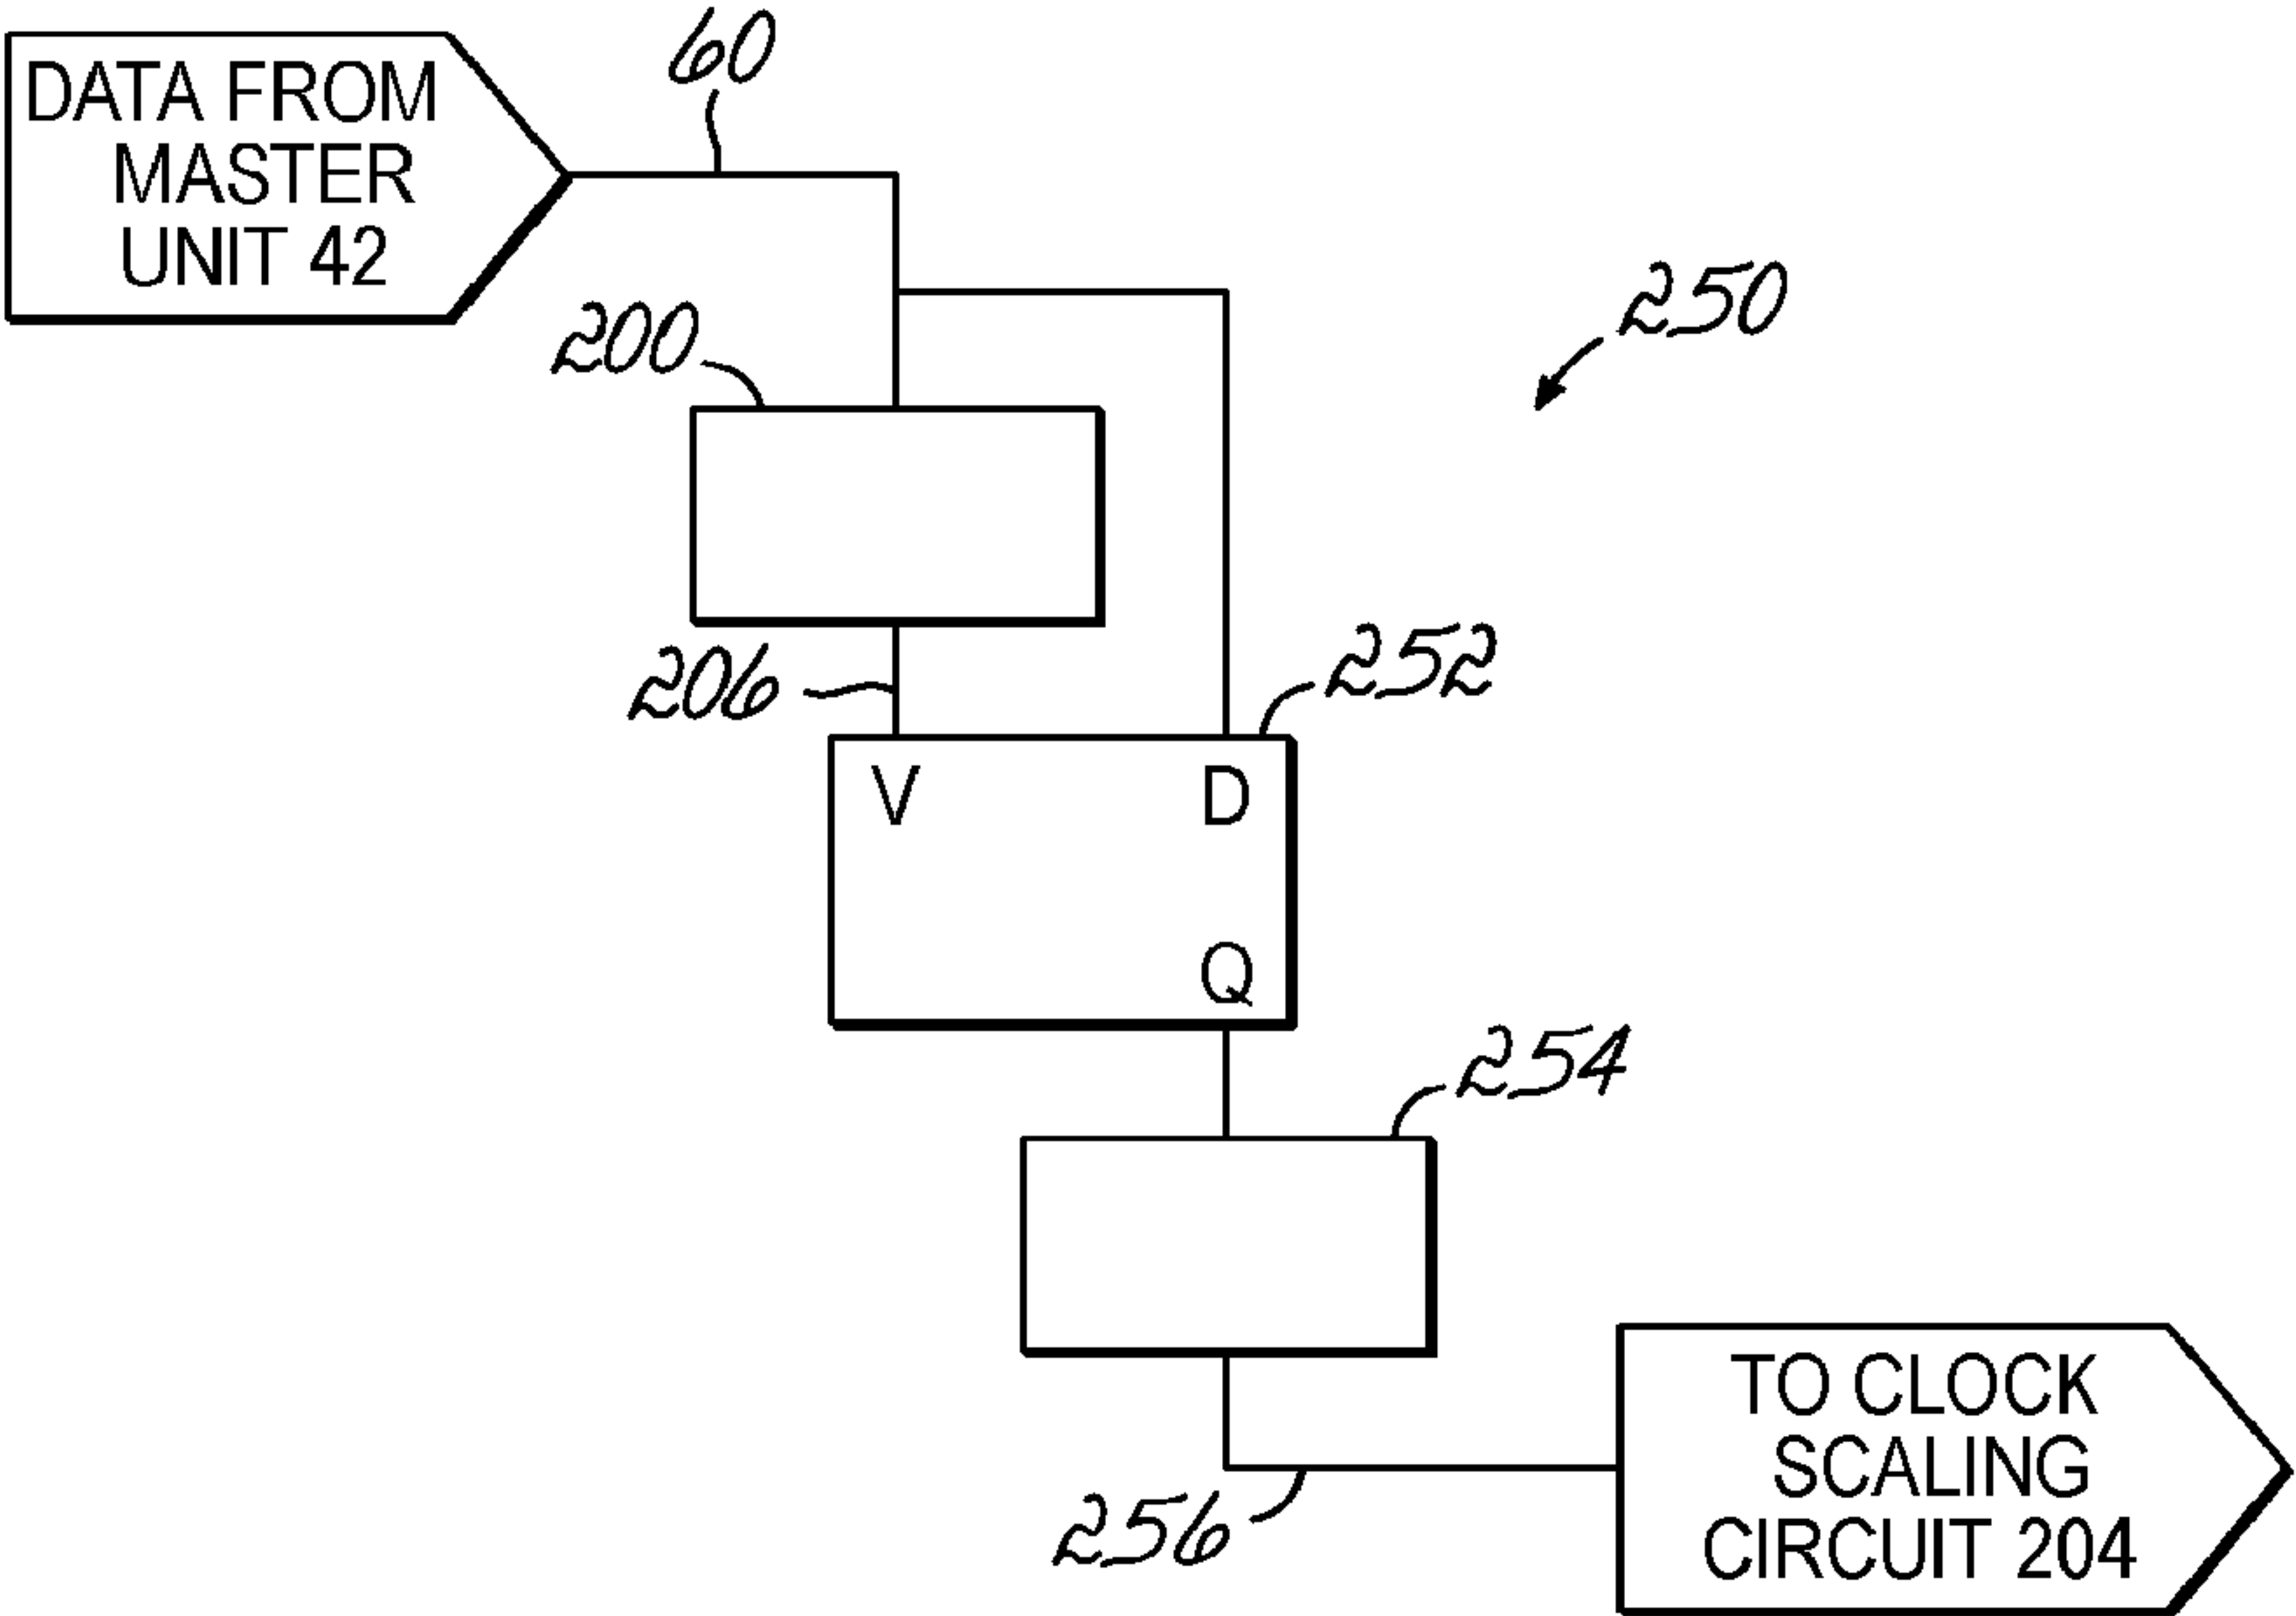 60
DATA FROM
MASTER
UNIT 42
250
200
206
252
V D
Q
254
TO CLOCK
SCALING
CIRCUIT 204
256